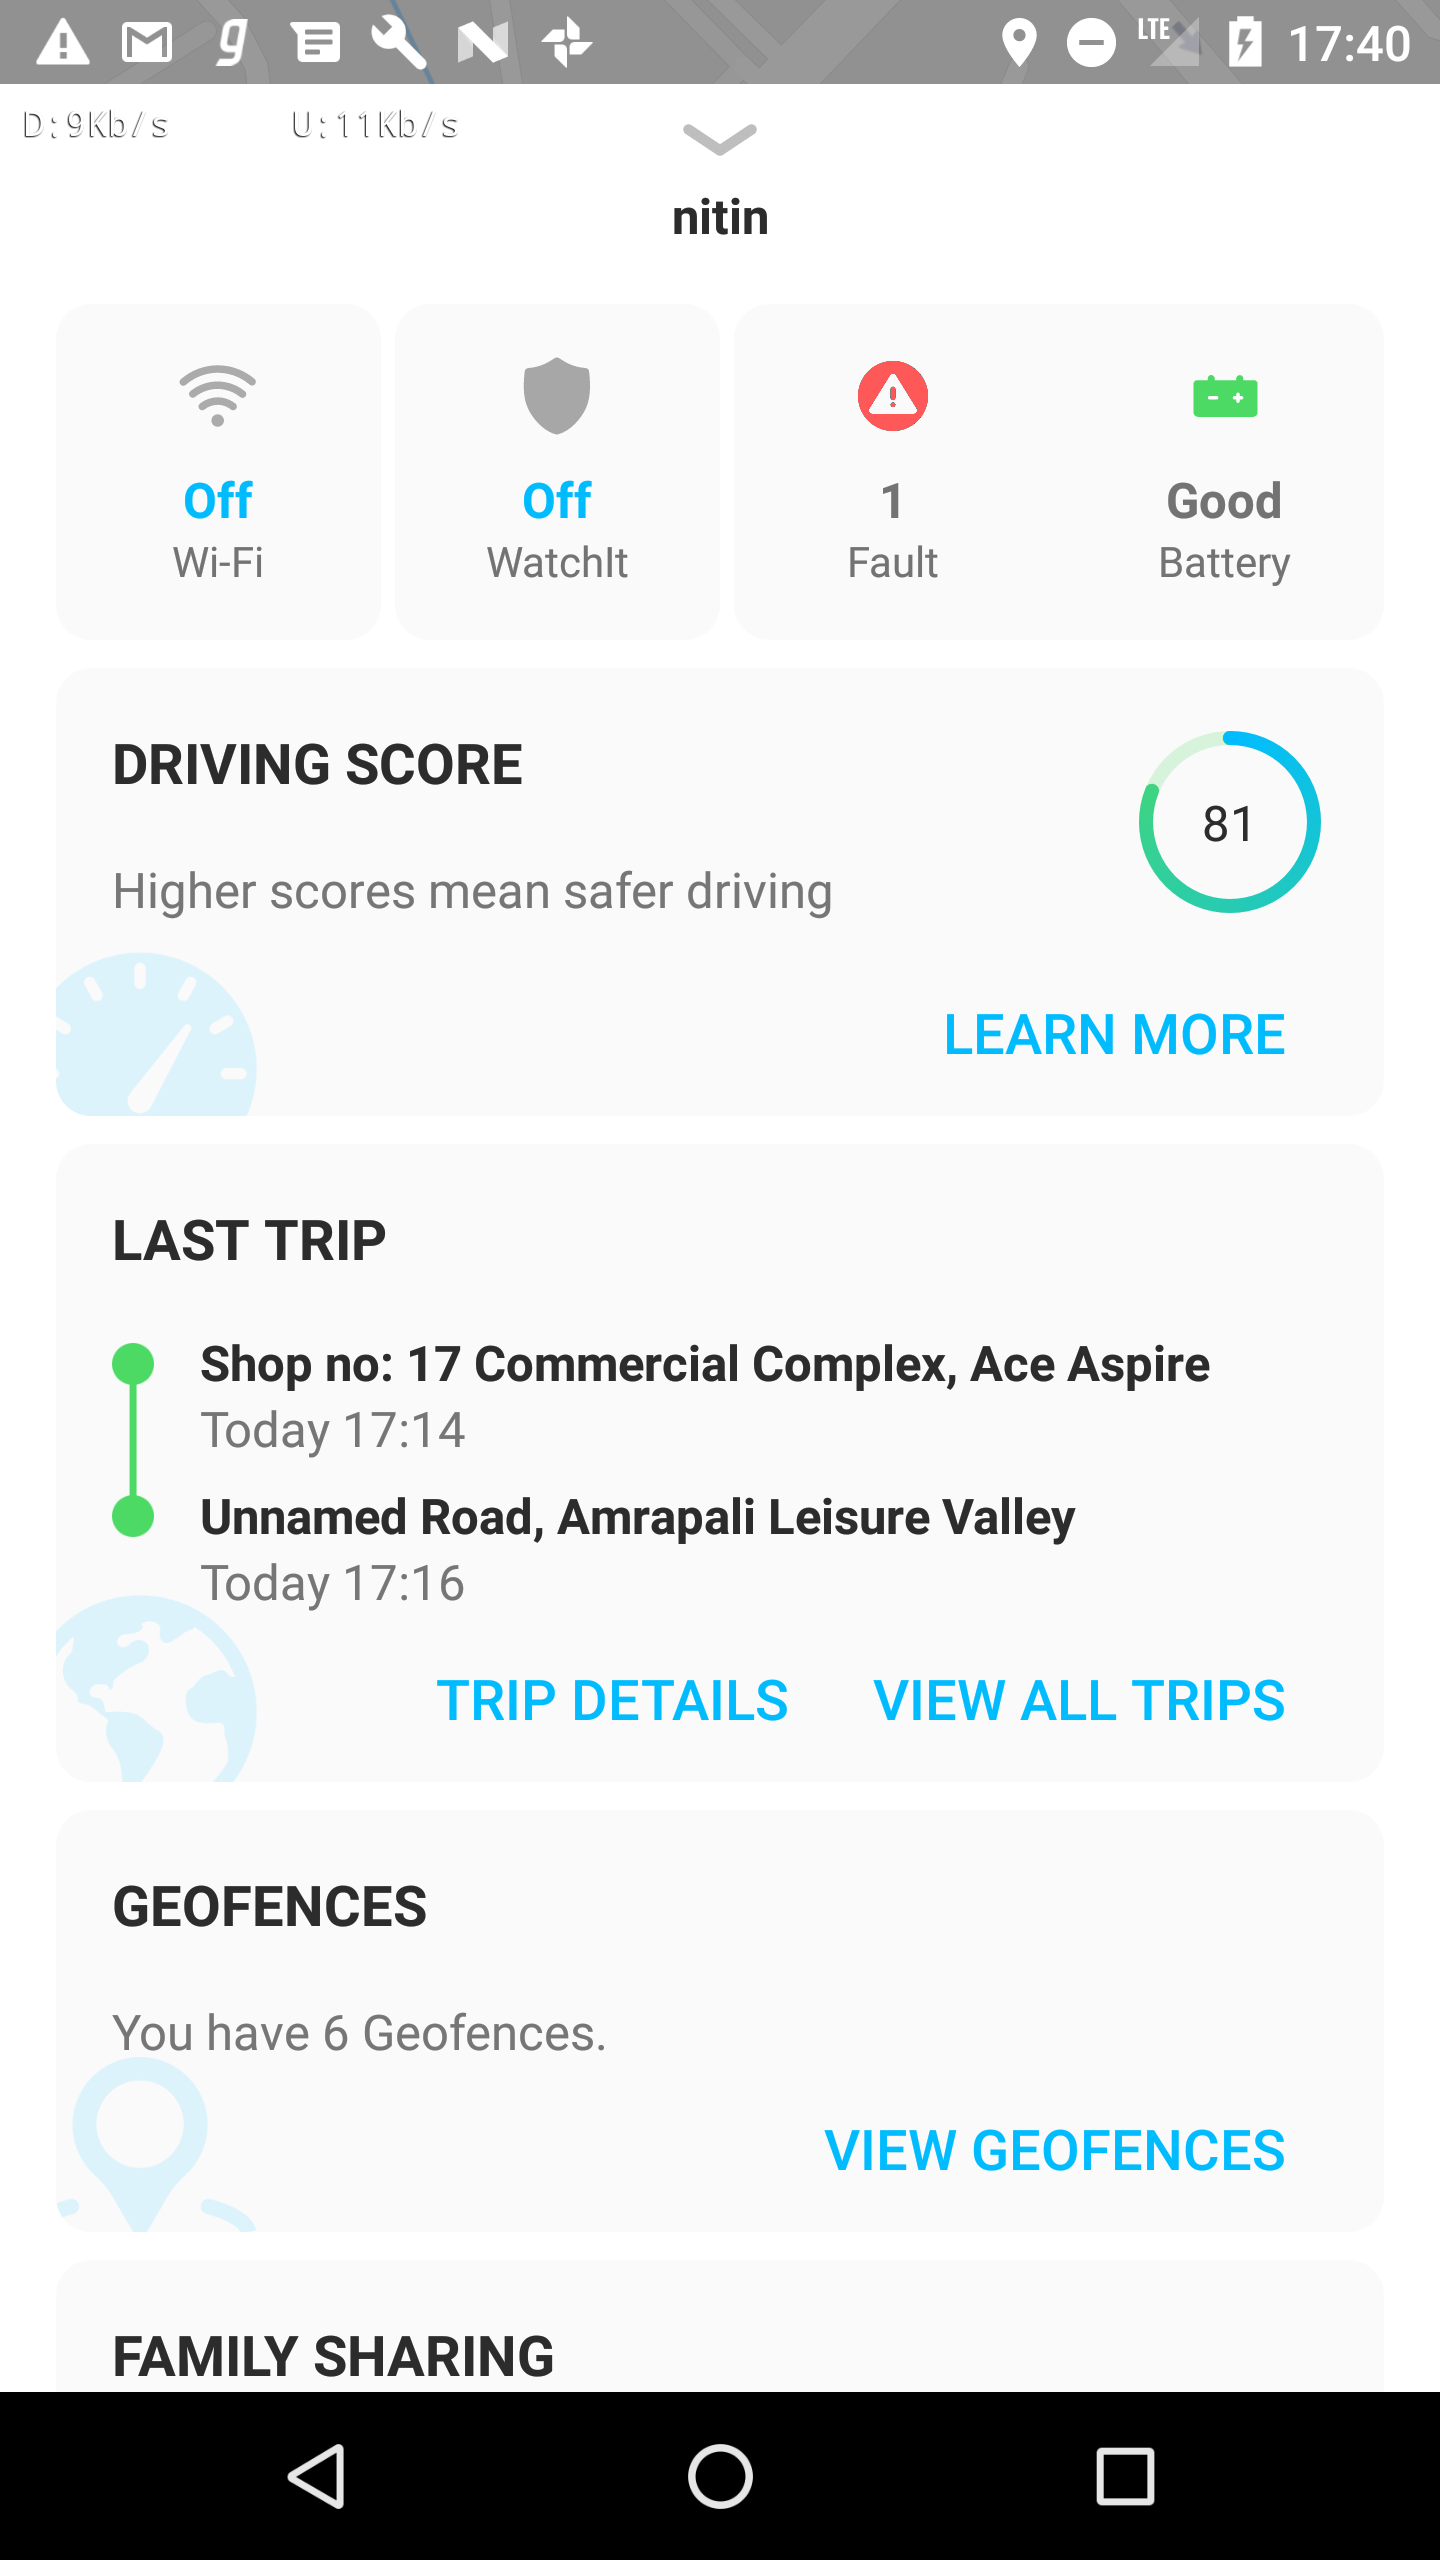 LTE 17:40
D:9Kb/s U:11Kb/s
nitin
Off
Wi-Fi
Off
WatchIt
1
Fault
Good
Battery
DRIVING SCORE
81
Higher scores mean safer driving
LEARN MORE
LAST TRIP
Shop no: 17 Commercial Complex, Ace Aspire
Today 17:14
Unnamed Road, Amrapali Leisure Valley
Today 17:16
TRIP DETAILS VIEW ALL TRIPS
GEOFENCES
You have 6 Geofences.
VIEW GEOFENCES
FAMILY SHARING